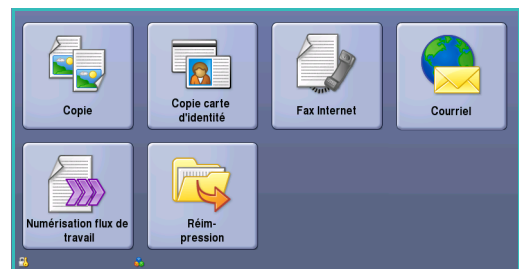 Copie
Copie carte
d'identité
Fax Internet
Courriel
Numérisation flux de
travail
Réim-
pression